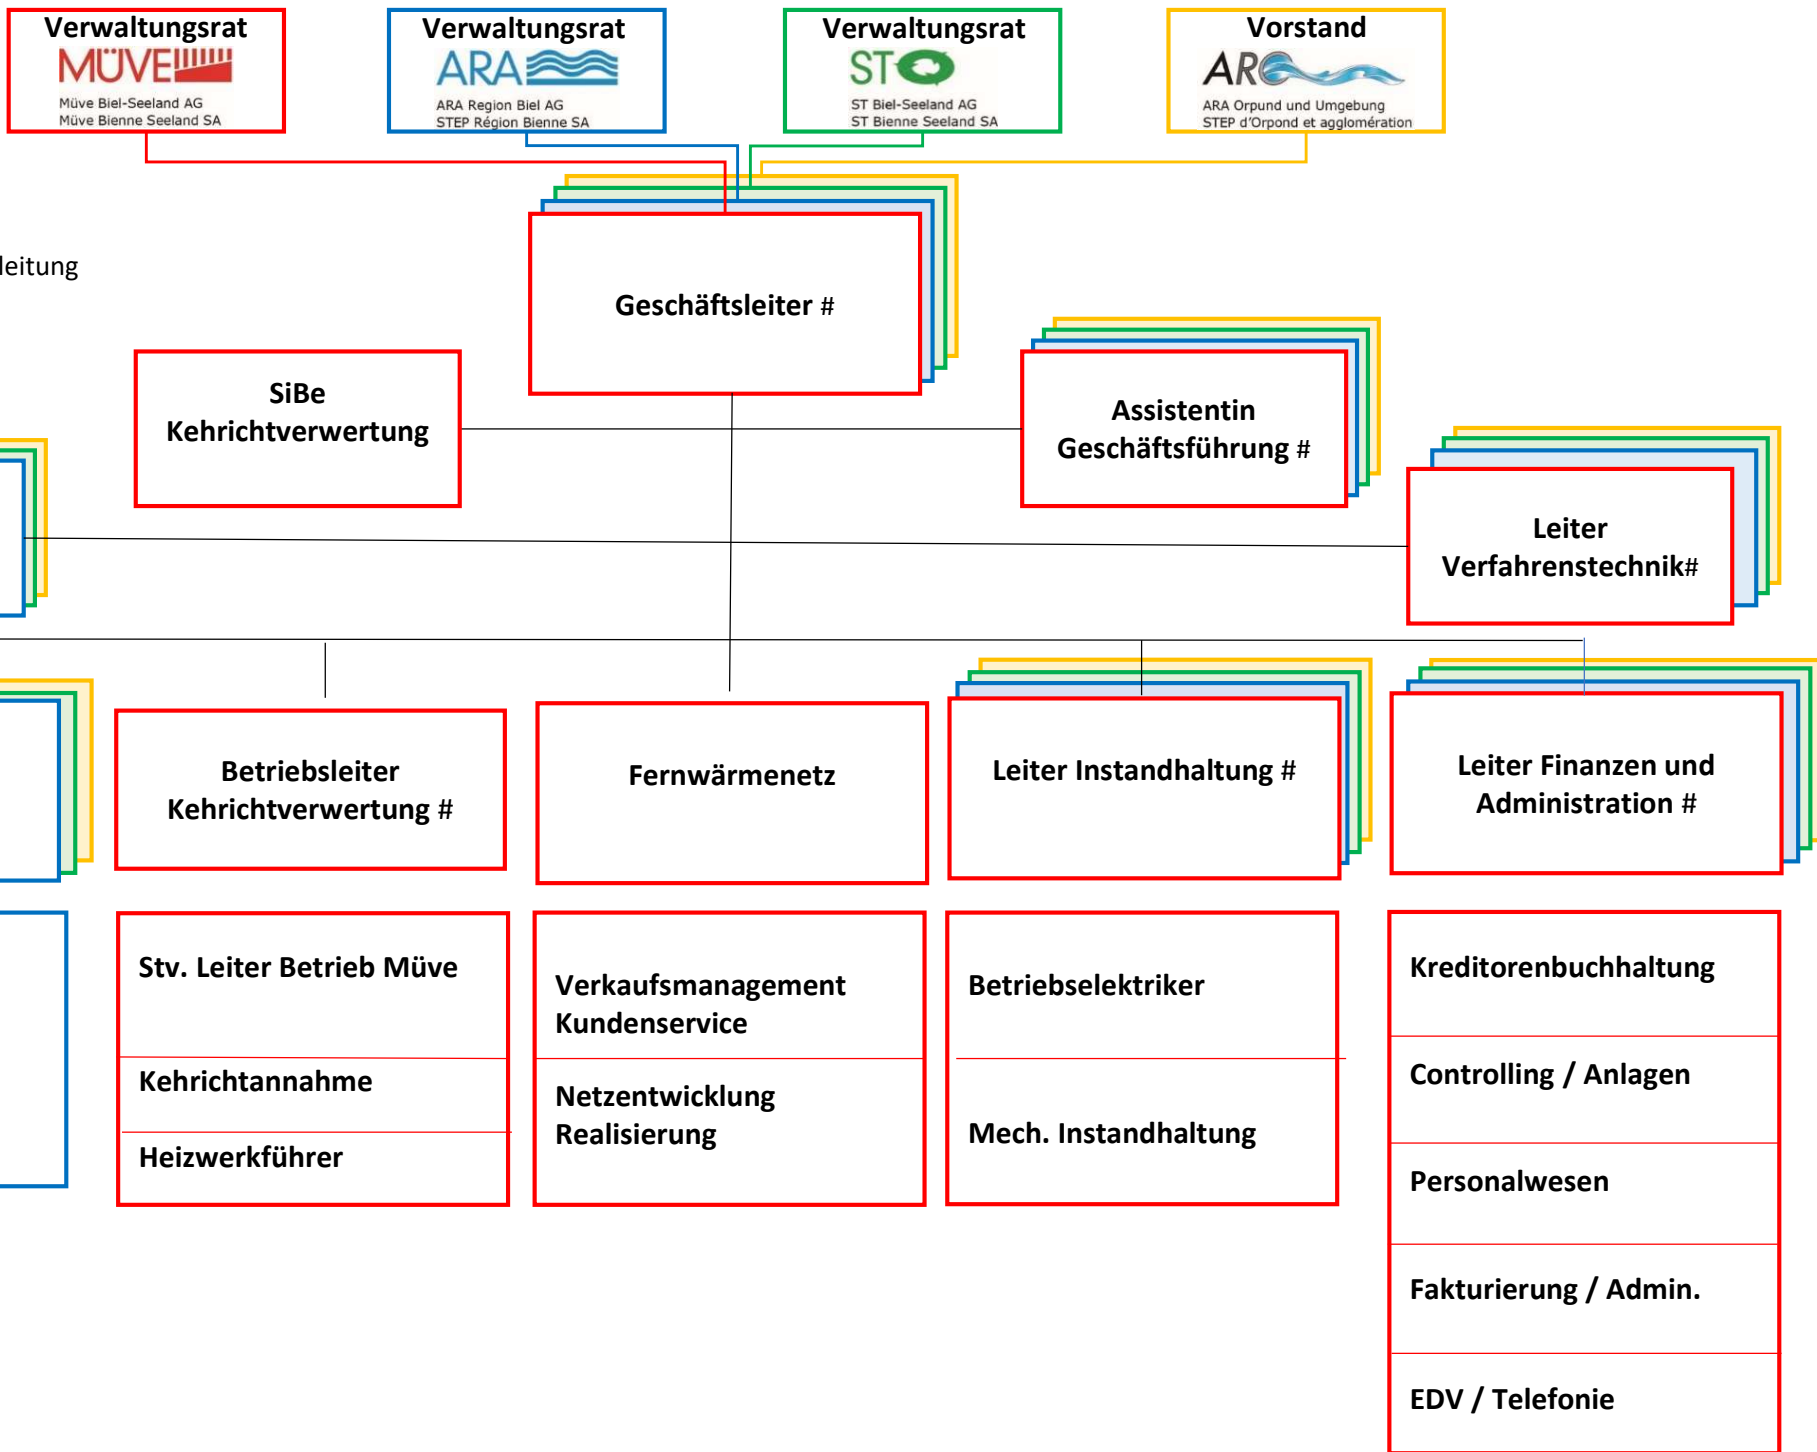 Verwaltungsrat
MÜVE
Müve Biel-Seeland AG
Müve Bienne Seeland SA
Verwaltungsrat
ARA
ARA Region Biel AG
STEP Région Bienne SA
Verwaltungsrat
ST
ST Biel-Seeland AG
ST Bienne Seeland SA
Vorstand
ARO
ARA Orpund und Umgebung
STEP d'Orpond et agglomération
leitung
Geschäftsleiter #
SiBe
Kehrichtverwertung
Assistentin
Geschäftsführung #
Leiter
Verfahrenstechnik#
Betriebsleiter
Kehrichtverwertung #
Fernwärmenetz
Leiter Instandhaltung #
Leiter Finanzen und
Administration #
Stv. Leiter Betrieb Müve
Kehrichtannahme
Heizwerkführer
Verkaufsmanagement
Kundenservice
Netzentwicklung
Realisierung
Betriebselektriker
Mech. Instandhaltung
Kreditorenbuchhaltung
Controlling / Anlagen
Personalwesen
Fakturierung / Admin.
EDV / Telefonie